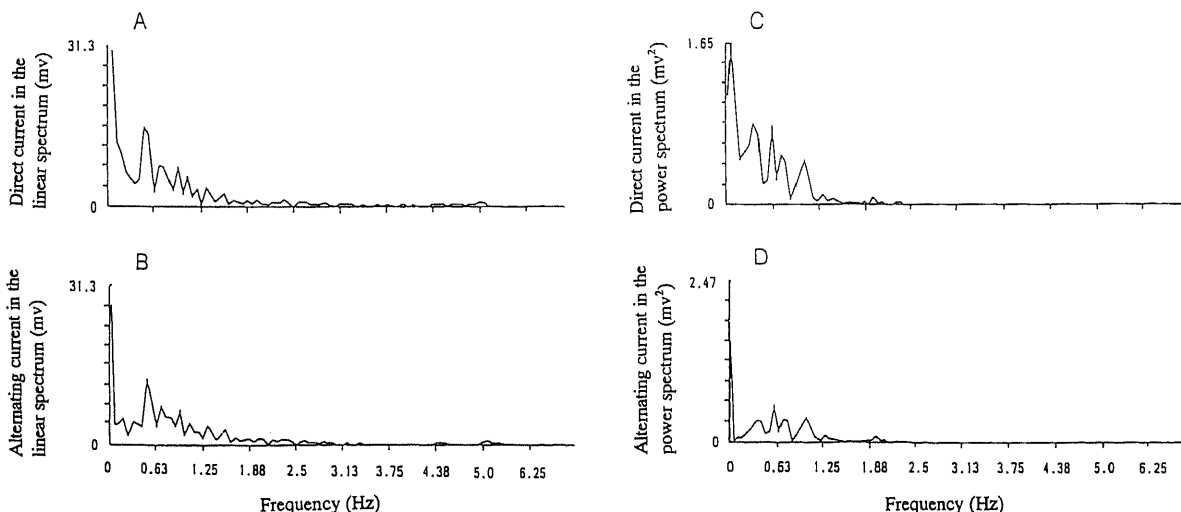 A
31.3
0
Direct current in the
linear spectrum (mv)
B
31.3
0
Alternating current in the
linear spectrum (mv)
0 0.63 1.25 1.88 2.5 3.13 3.75 4.38 5.0 6.25
Frequency (Hz)
C
1.65
0
Direct current in the
power spectrum (mv²)
D
2.47
0
Alternating current in the
power spectrum (mv²)
0 0.63 1.25 1.88 2.5 3.13 3.75 4.38 5.0 6.25
Frequency (Hz)